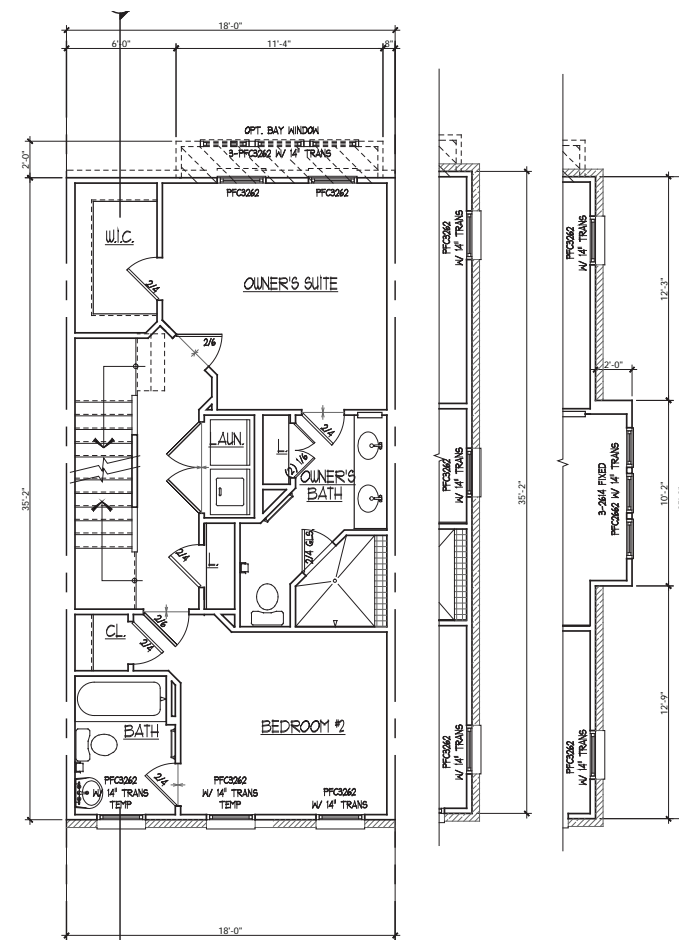 18'-0"
6'-0"
11'-4"
8"
OPT. BAY WINDOW
3-PFC3262 W/ 14" TRANS
2'-0"
PFC3262
PFC3262
W.I.C.
2/4
OWNER'S SUITE
2/6
LAUN.
L.
2/4
(2) 1/6
OWNER'S
BATH
2/4 GLS.
2/4
L.
35'-2"
2/6
CL.
2/4
BATH
BEDROOM #2
2/4
PFC3262
W/ 14" TRANS
TEMP
PFC3262
W/ 14" TRANS
TEMP
PFC3262
W/ 14" TRANS
18'-0"
PFC3262
W/ 14" TRANS
PFC3262
W/ 14" TRANS
PFC3262
W/ 14" TRANS
35'-2"
PFC3262
W/ 14" TRANS
12'-3"
2'-0"
3-2614 FIXED
PFC2662 W/ 14" TRANS
10'-2"
PFC3262
W/ 14" TRANS
12'-9"